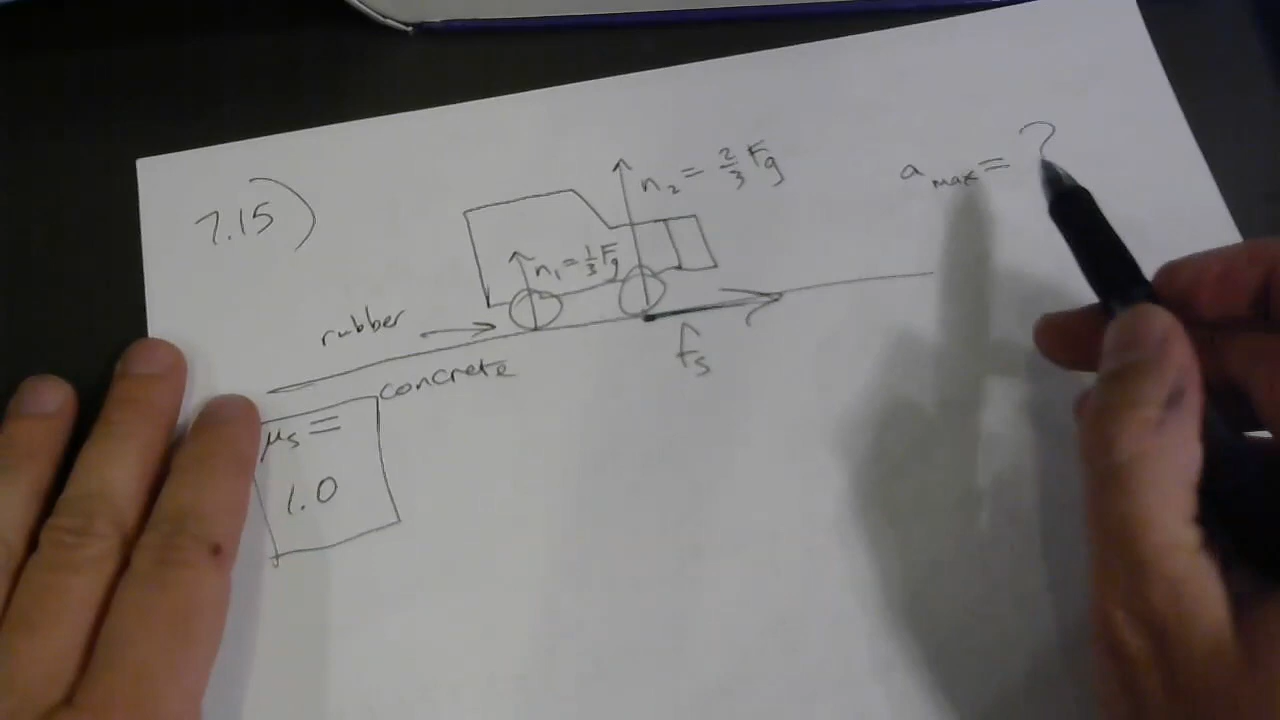 7.15)
n₂ = 2/3 Fg
a max = ?
n₁ = 1/3 Fg
rubber
fs
concrete
μs =
1.0